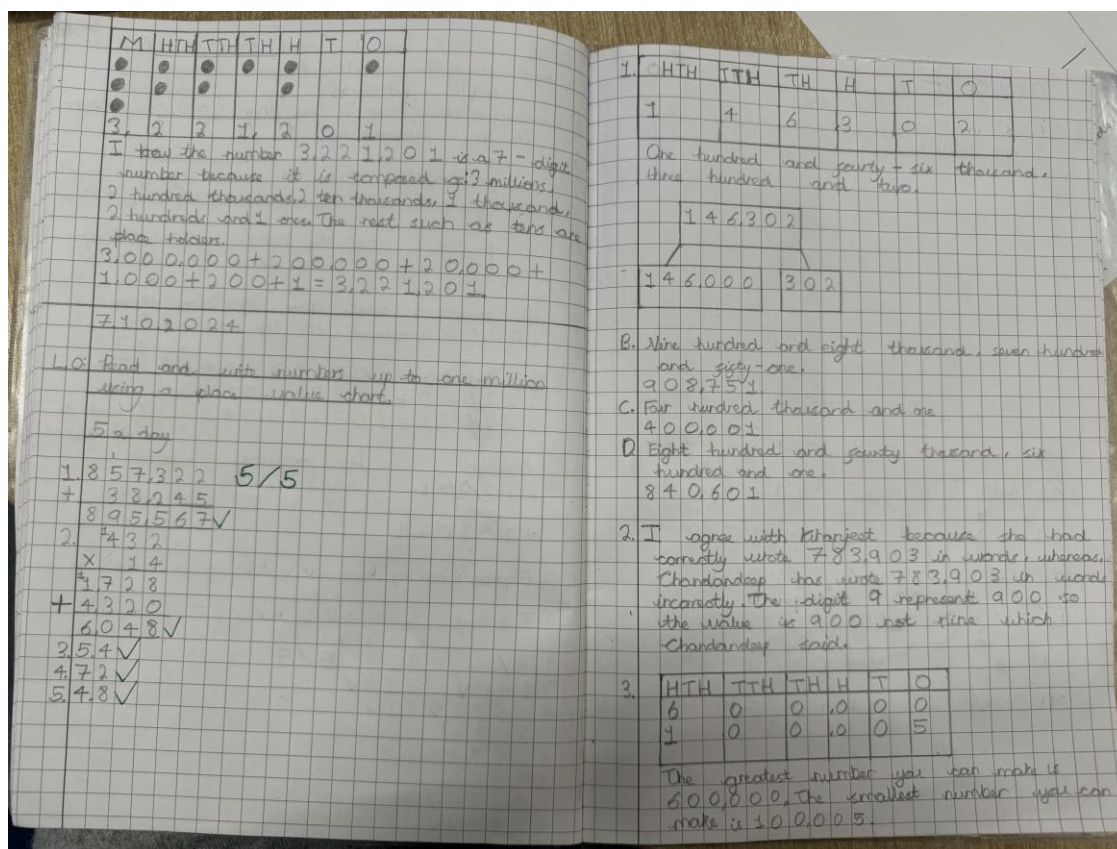 M HTH TTH TH H T O
3, 2 2 1, 2 0 1
I know the number 3,221,201 is a 7-digit
number because it is composed of: 3 millions,
2 hundred thousands, 2 ten thousands, 1 thousand,
2 hundreds and 1 ones. The rest such as tens are
place holders.
3,000,000+200,000+20,000+
1,000+200+1=3,221,201
7.10.2024
L.O: Read and write numbers up to one million
using a place value chart.
5 a day
1. 857,322 5/5
+ 38,245
895,567✓
2. 432
x 14
1728
+4320
6,048✓
3. 54✓
4. 72✓
5. 4.8✓
1. HTH TTH TH H T O
1 4 6 3 0 2
One hundred and fourty-six thousand,
three hundred and two.
146,302
146,000 302
B. Nine hundred and eight thousand, seven hundred
and fifty-one.
908,751
C. Four hundred thousand and one
400,001
D Eight hundred and fourty thousand, six
hundred and one.
840,601
2. I agree with Kiranjeet because she had
correctly wrote 783,903 in words, whereas,
Chandandeep has wrote 783,903 in word
incorrectly. The digit 9 represent 900 so
the value is 900 not nine which
Chandandeep said.
3. HTH TTH TH H T O
6 0 0 ,0 0 0
1 0 0 ,0 0 5
The greatest number you can make is
600,000. The smallest number you can
make is 100,005.